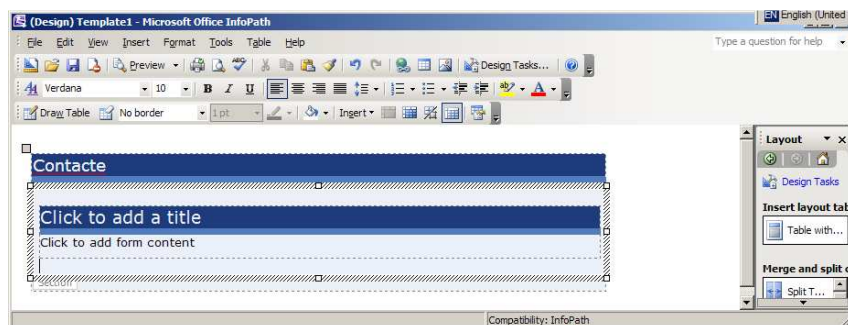 (Design) Template1 - Microsoft Office InfoPath
EN English (United
File Edit View Insert Format Tools Table Help
Type a question for help
Preview
Design Tasks...
Verdana 10 B I U
Draw Table No border 1 pt Insert
Contacte
Click to add a title
Click to add form content
Section
Layout
Design Tasks
Insert layout tab
Table with...
Merge and split c
Split T...
Compatibility: InfoPath